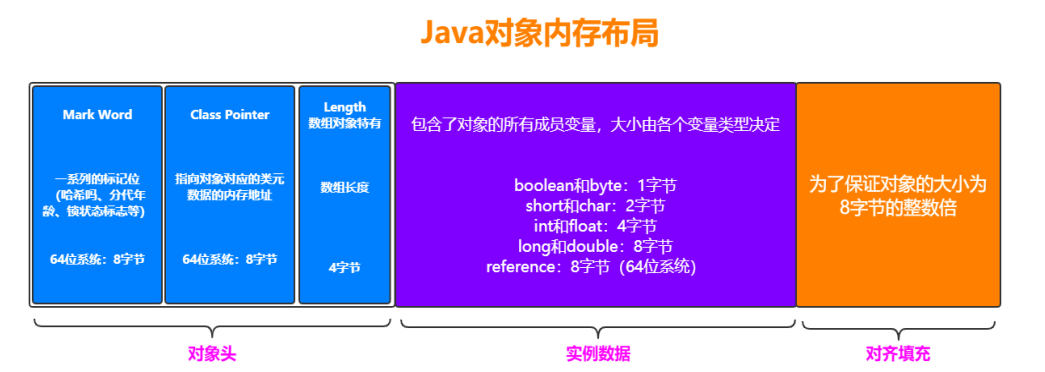 Java对象内存布局
Mark Word
一系列的标记位
(哈希吗、分代年
龄、锁状态标志等)
64位系统：8字节
Class Pointer
指向对象对应的类元
数据的内存地址
64位系统：8字节
Length
数组对象特有
数组长度
4字节
包含了对象的所有成员变量，大小由各个变量类型决定
boolean和byte：1字节
short和char：2字节
int和float：4字节
long和double：8字节
reference：8字节（64位系统）
为了保证对象的大小为
8字节的整数倍
对象头
实例数据
对齐填充